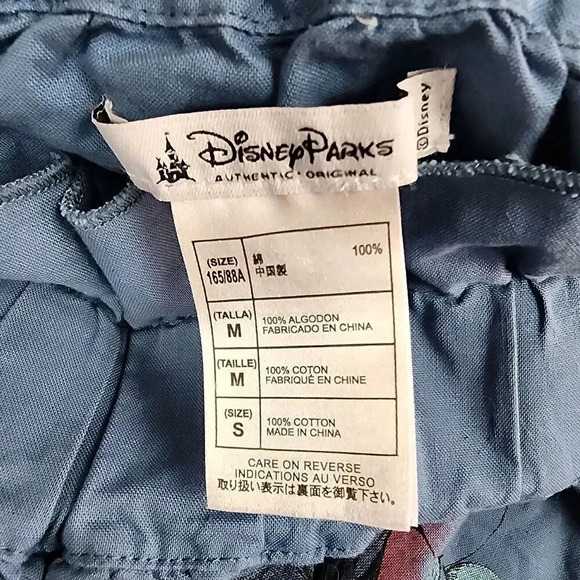 DISNEY PARKS
AUTHENTIC • ORIGINAL
©Disney
(SIZE)
165/88A
綿 100%
中国製
(TALLA)
M
100% ALGODON
FABRICADO EN CHINA
(TAILLE)
M
100% COTON
FABRIQUÉ EN CHINE
(SIZE)
S
100% COTTON
MADE IN CHINA
CARE ON REVERSE
INDICATIONS AU VERSO
取り扱い表示は裏面を御覧下さい。